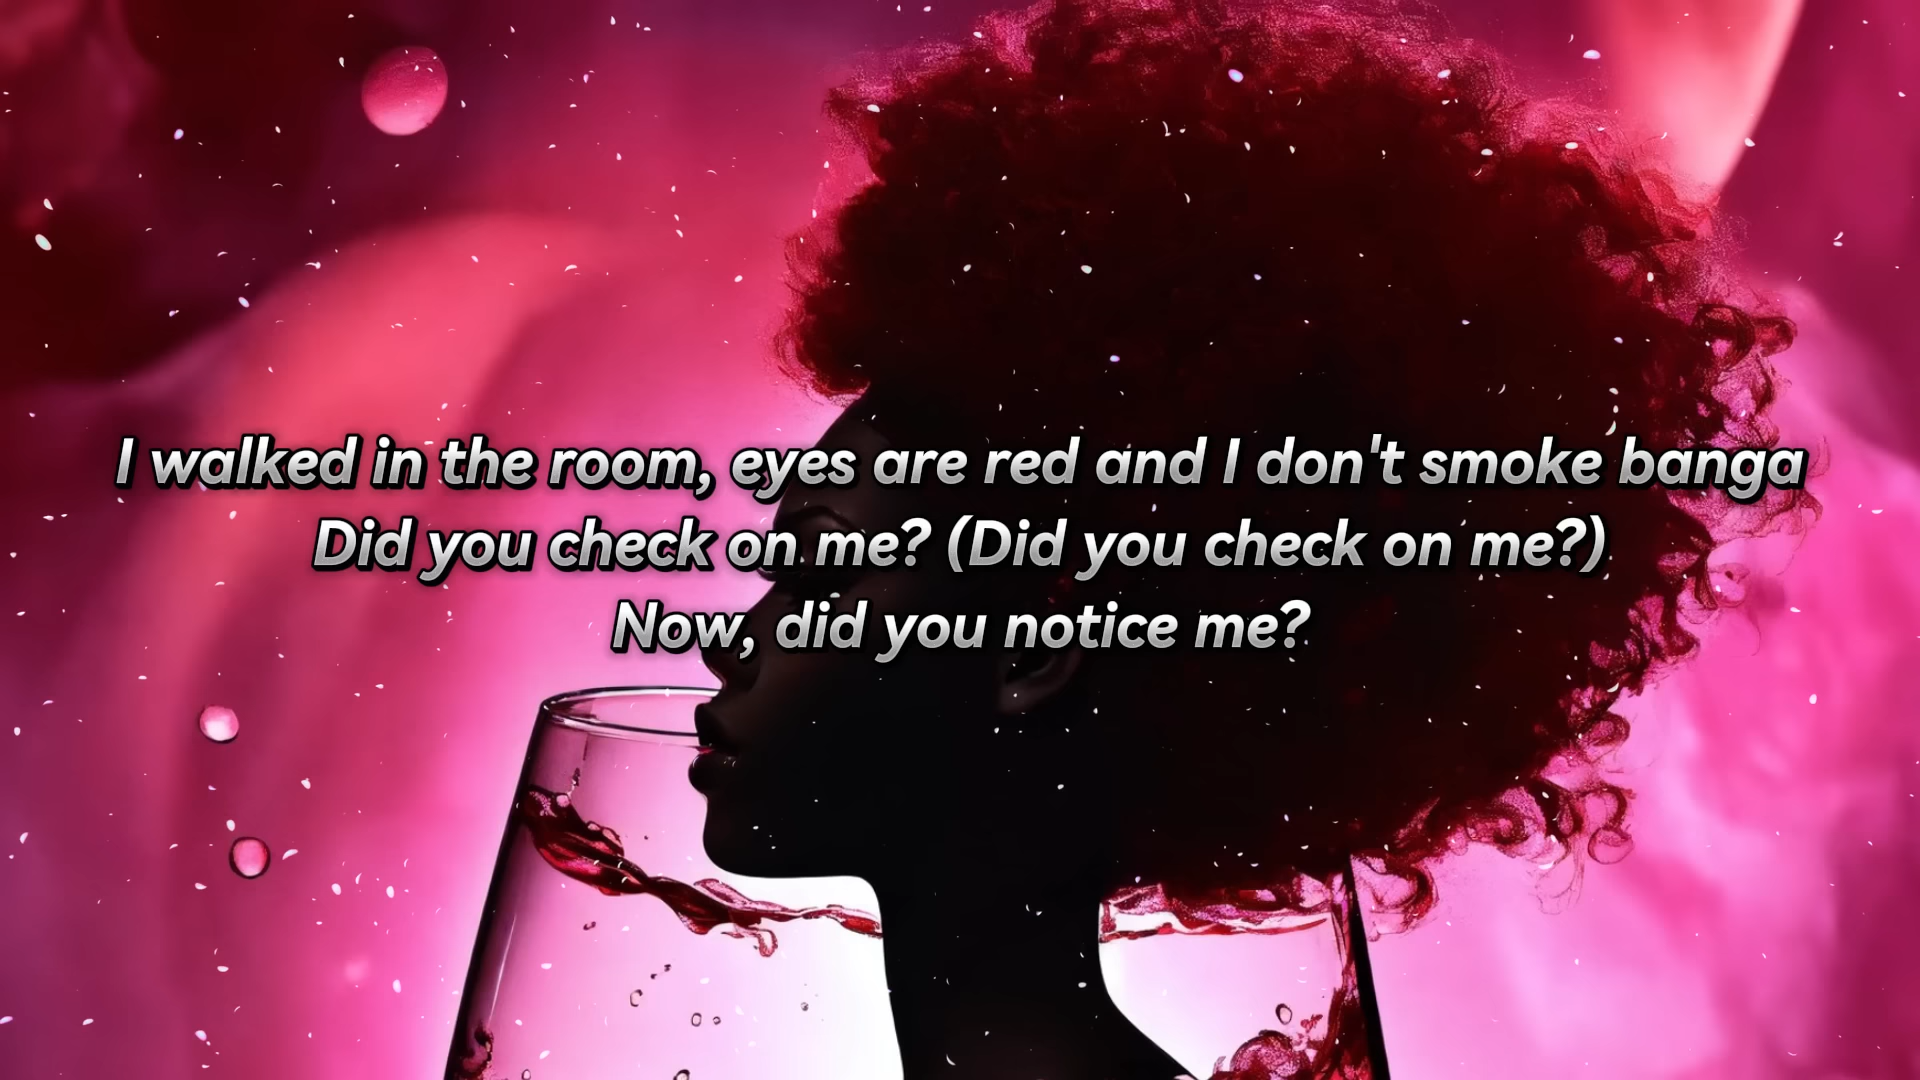 I walked in the room, eyes are red and I don't smoke banga
Did you check on me? (Did you check on me?)
Now, did you notice me?